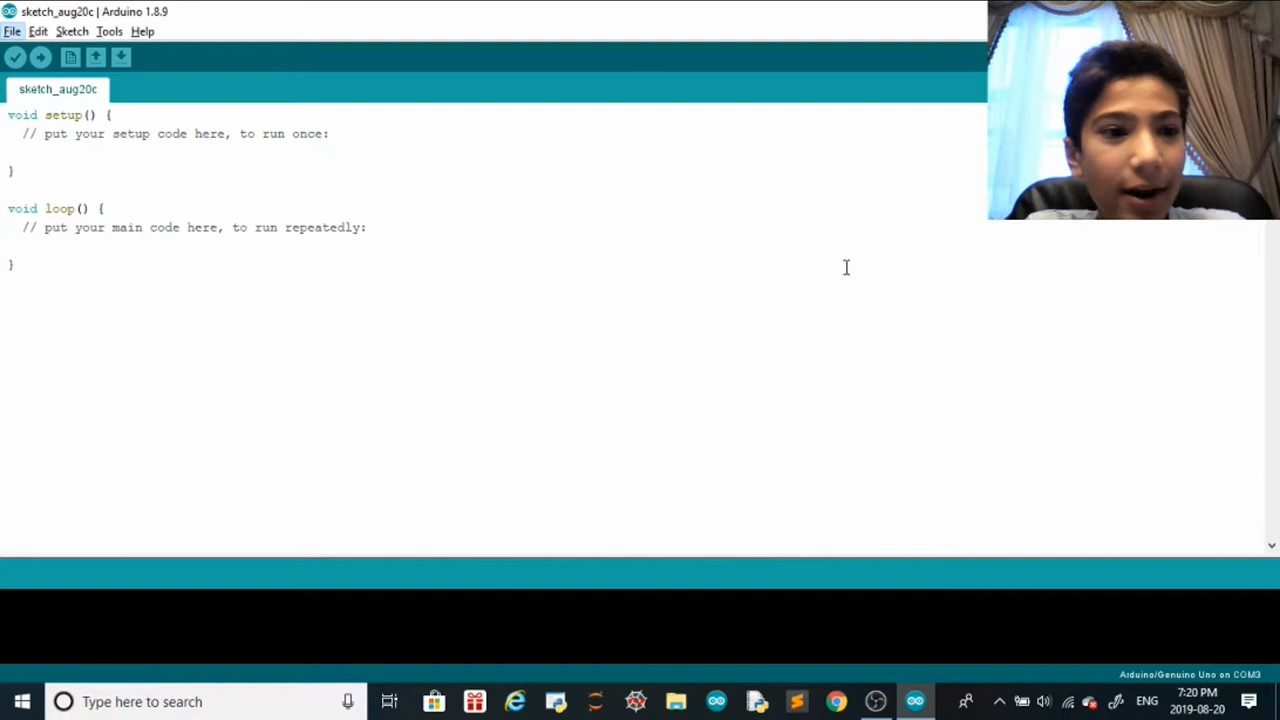 sketch_aug20c | Arduino 1.8.9
File Edit Sketch Tools Help
sketch_aug20c
void setup() {
// put your setup code here, to run once:
}
void loop() {
// put your main code here, to run repeatedly:
}
Arduino/Genuino Uno on COM3
Type here to search
ENG
7:20 PM
2019-08-20